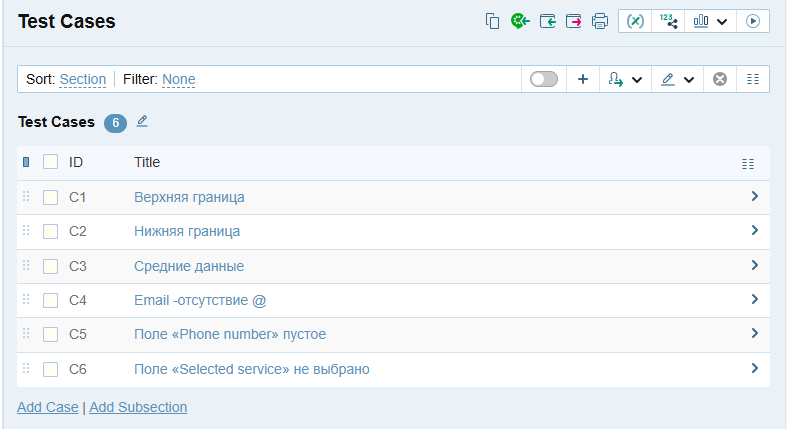 Test Cases
123
Sort: Section Filter: None
Test Cases 6
ID Title
C1 Верхняя граница
C2 Нижняя граница
C3 Средние данные
C4 Email -отсутствие @
C5 Поле «Phone number» пустое
C6 Поле «Selected service» не выбрано
Add Case | Add Subsection